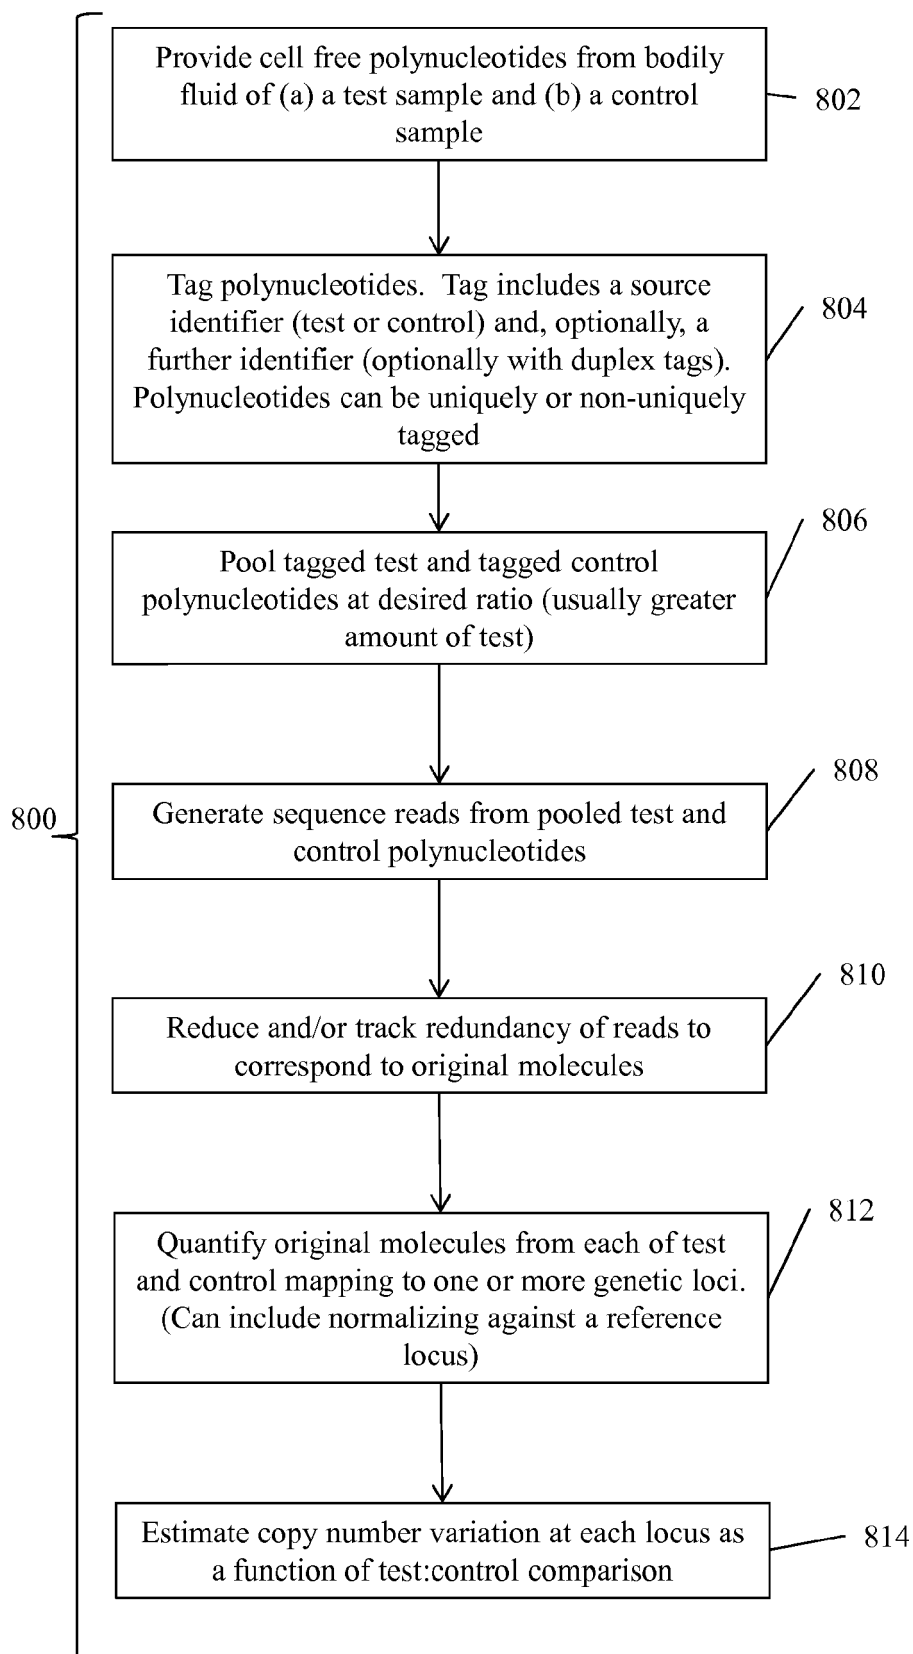 Provide cell free polynucleotides from bodily
fluid of (a) a test sample and (b) a control
sample
802
Tag polynucleotides.  Tag includes a source
identifier (test or control) and, optionally, a
further identifier (optionally with duplex tags).
Polynucleotides can be uniquely or non-uniquely
tagged
804
Pool tagged test and tagged control
polynucleotides at desired ratio (usually greater
amount of test)
806
800
Generate sequence reads from pooled test and
control polynucleotides
808
Reduce and/or track redundancy of reads to
correspond to original molecules
810
Quantify original molecules from each of test
and control mapping to one or more genetic loci.
(Can include normalizing against a reference
locus)
812
Estimate copy number variation at each locus as
a function of test:control comparison
814